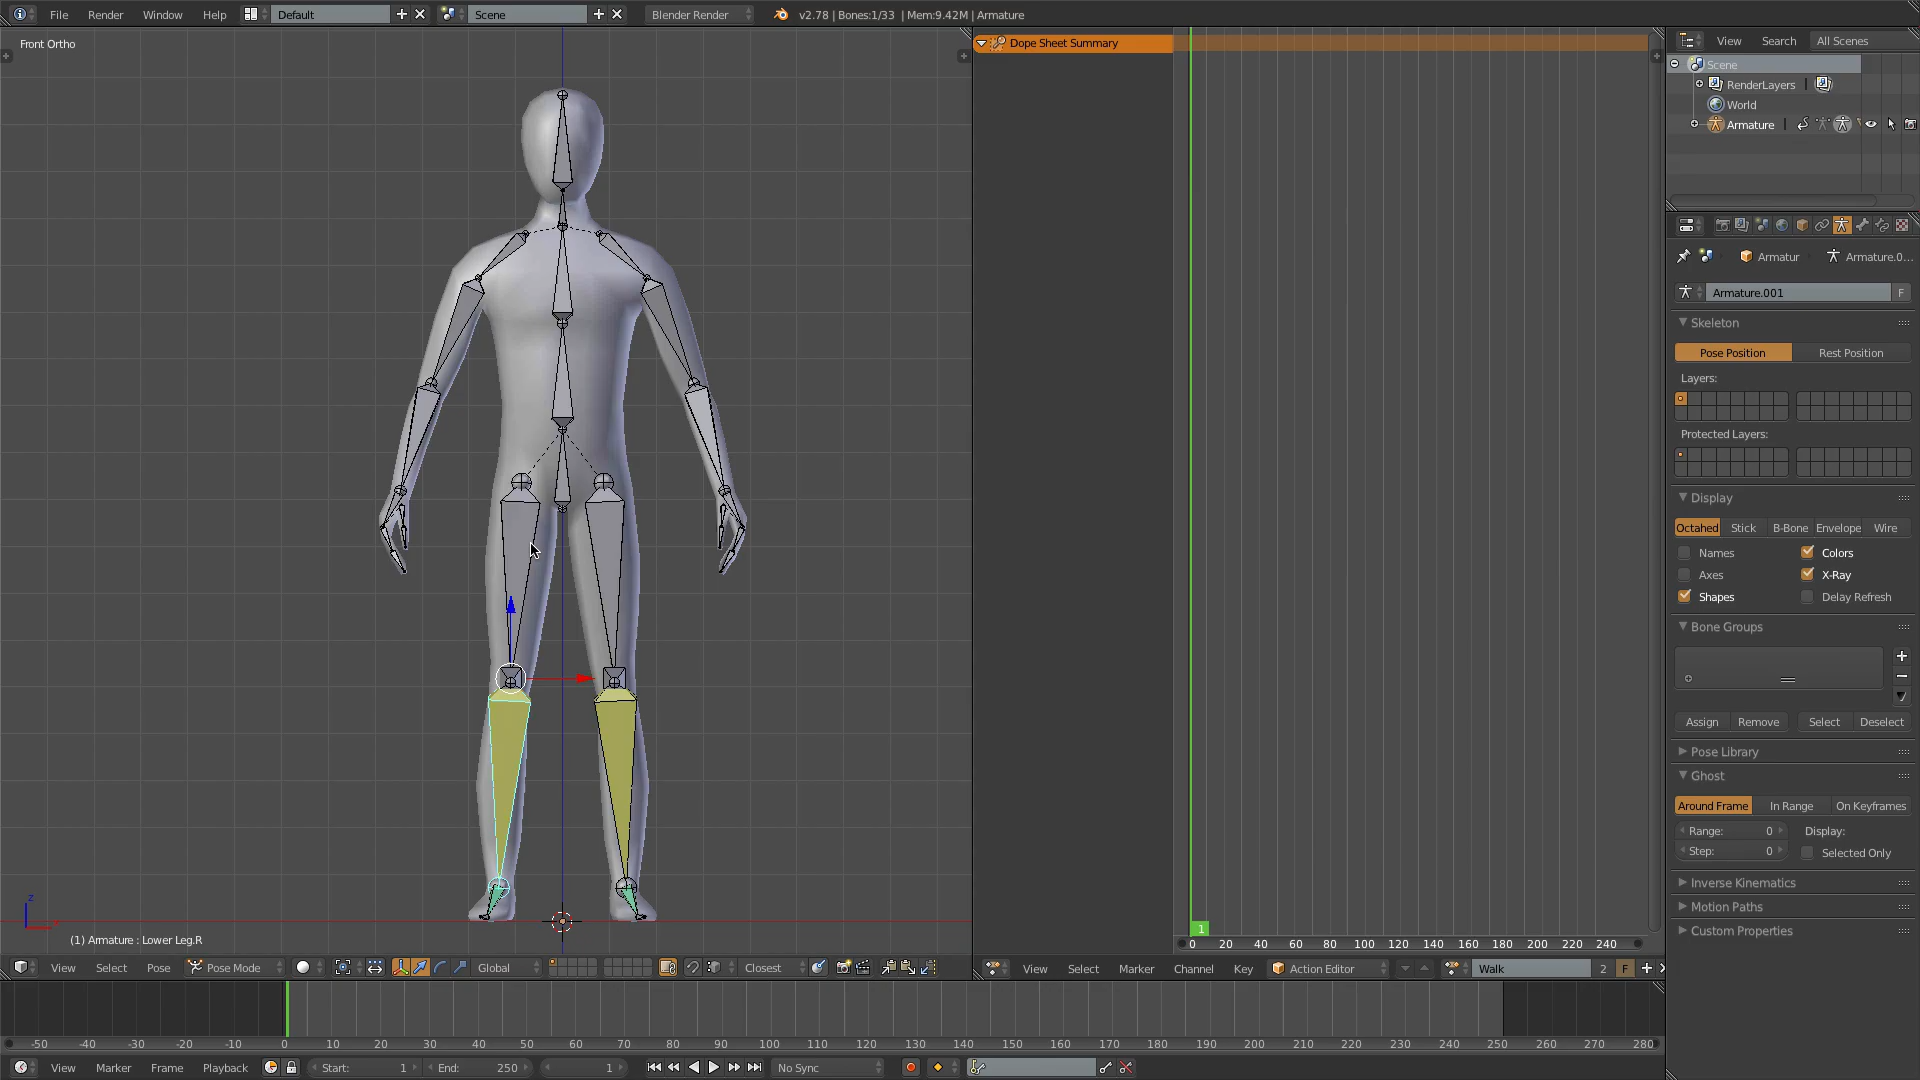 File Render Window Help Default Scene Blender Render v2.78 | Bones:1/33 | Mem:9.42M | Armature
Front Ortho
Dope Sheet Summary
View Search All Scenes
Scene
RenderLayers
World
Armature
Armatur Armature.0...
Armature.001 F
Skeleton
Pose Position Rest Position
Layers:
Protected Layers:
Display
Octahed Stick B-Bone Envelope Wire
Names Colors
Axes X-Ray
Shapes Delay Refresh
Bone Groups
Assign Remove Select Deselect
Pose Library
Ghost
Around Frame In Range On Keyframes
Range: 0 Display:
Step: 0 Selected Only
Inverse Kinematics
Motion Paths
Custom Properties
z
(1) Armature : Lower Leg.R
1
0 20 40 60 80 100 120 140 160 180 200 220 240
View Select Pose Pose Mode Global Closest
View Select Marker Channel Key Action Editor Walk 2 F
-50 -40 -30 -20 -10 0 10 20 30 40 50 60 70 80 90 100 110 120 130 140 150 160 170 180 190 200 210 220 230 240 250 260 270 280
View Marker Frame Playback Start: 1 End: 250 1 No Sync